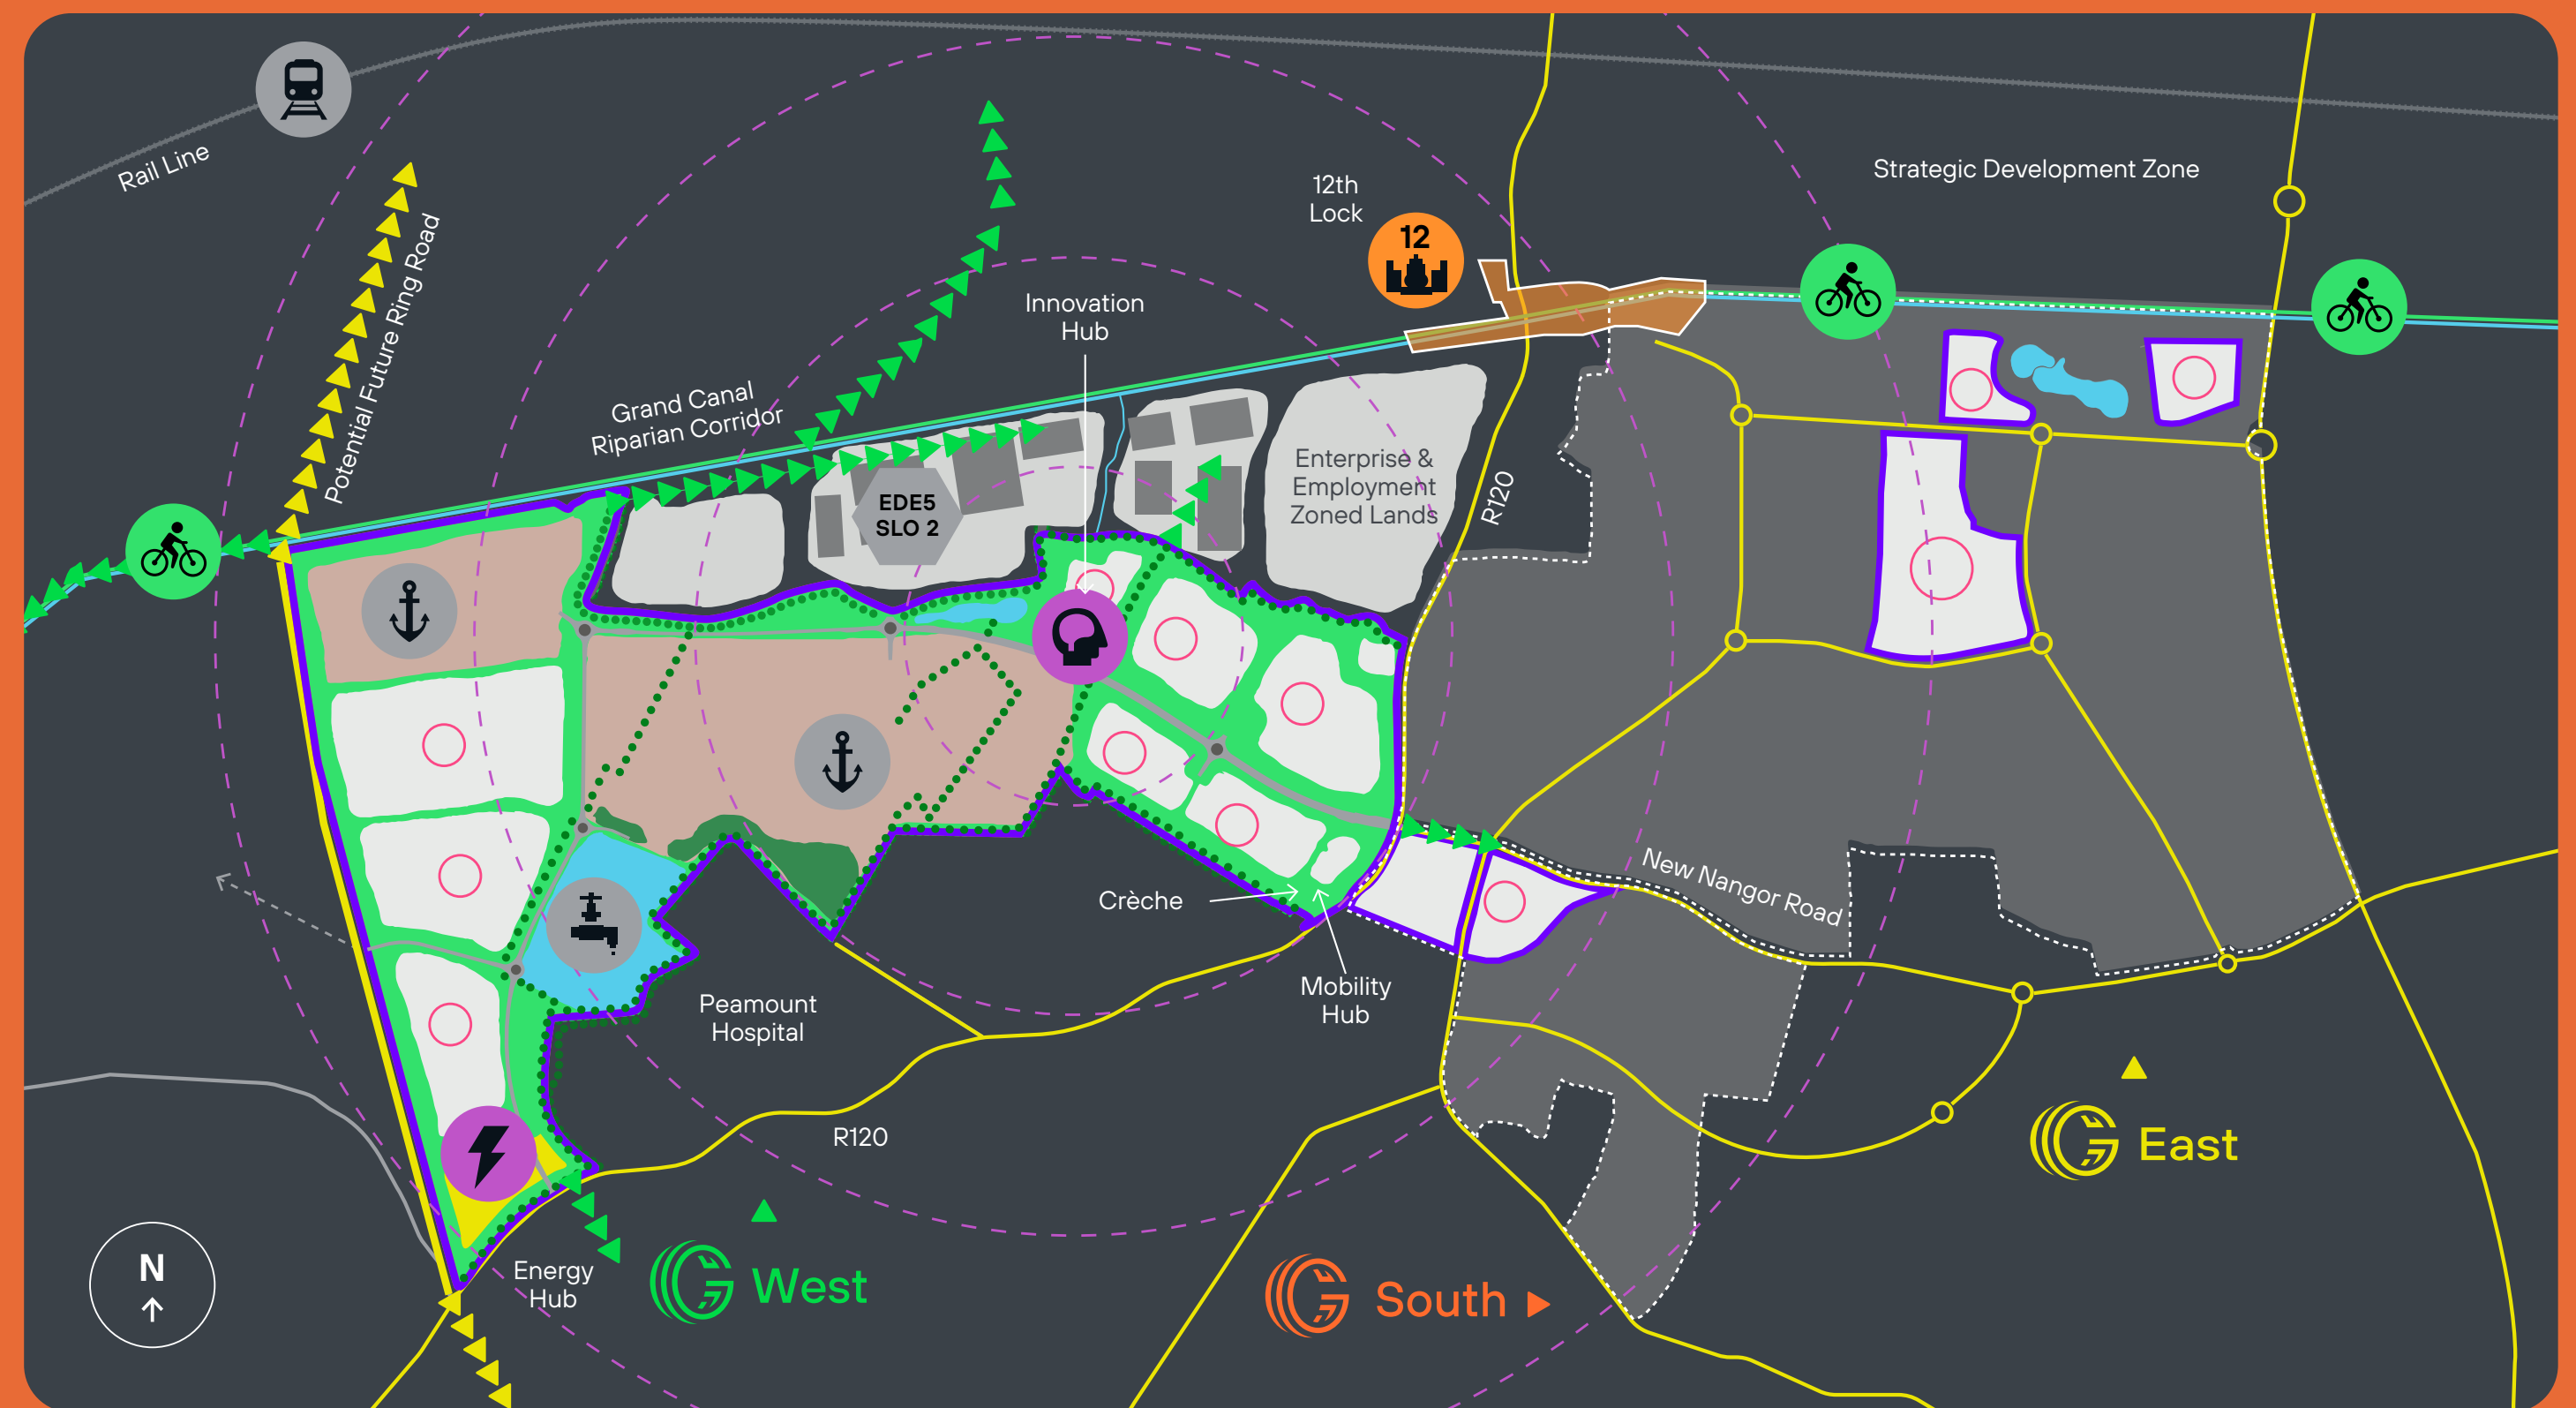 Rail Line
Potential Future Ring Road
12th
Lock
12
Strategic Development Zone
Innovation
Hub
Grand Canal
Riparian Corridor
EDE5
SLO 2
Enterprise &
Employment
Zoned Lands
R120
New Nangor Road
Crèche
Mobility
Hub
Peamount
Hospital
R120
Energy
Hub
N
West
South
East